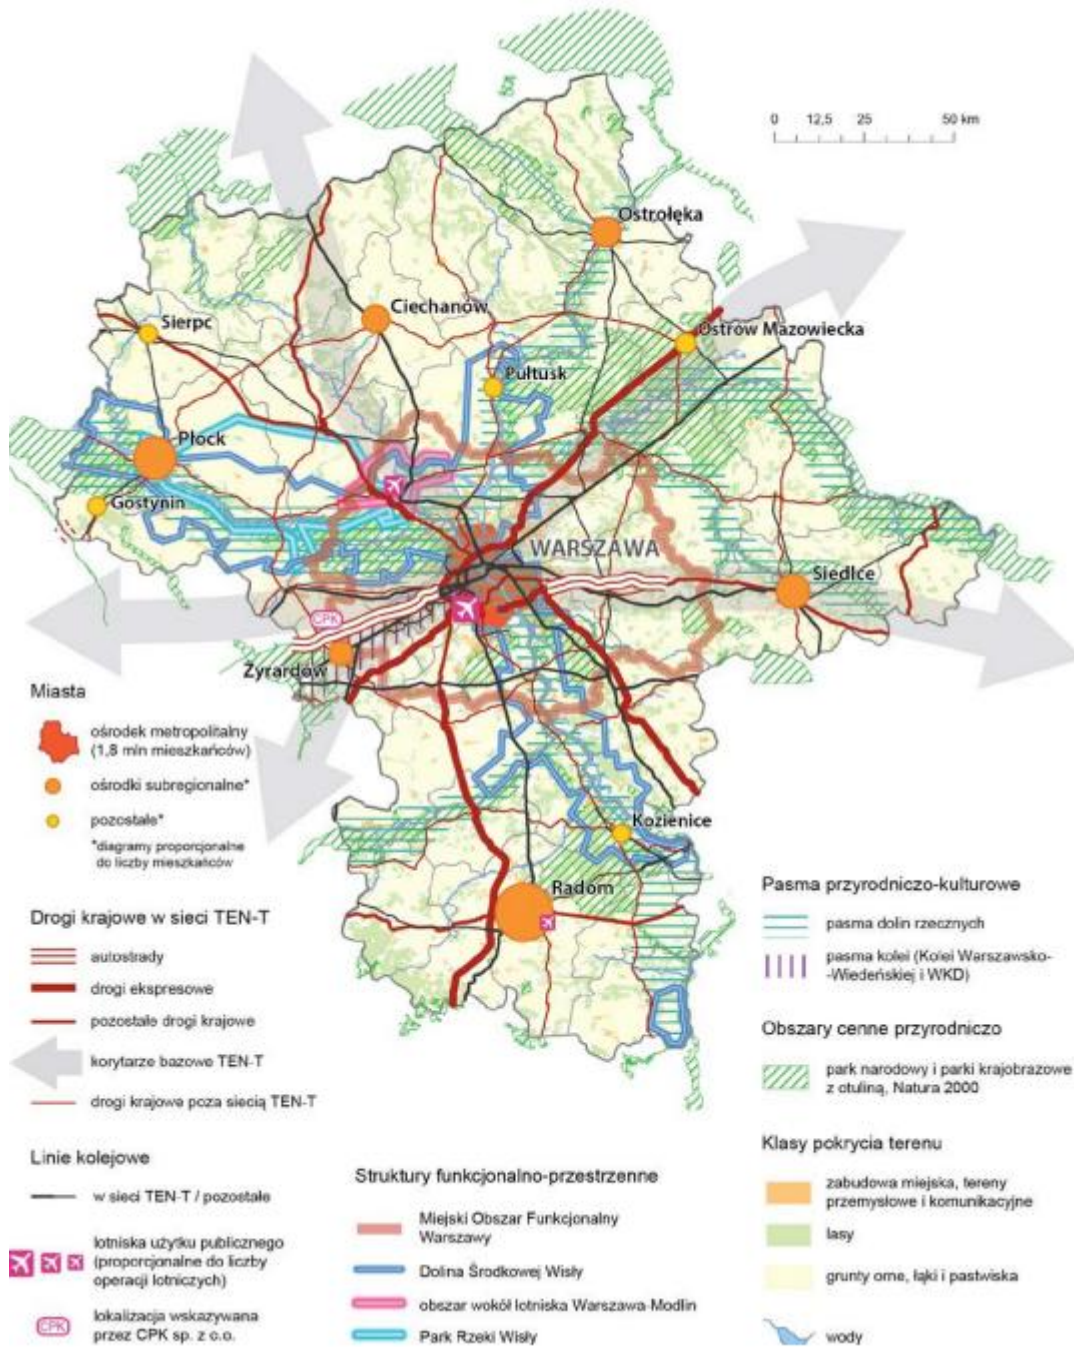 0 12,5 25 50 km
Ostrołęka
Ciechanów
Sierpc
Ostrów Mazowiecka
Pułtusk
Płock
Gostynin
WARSZAWA
Siedlce
CPK
Żyrardów
Kozienice
Radom
Miasta
ośrodek metropolitalny
(1,8 mln mieszkańców)
ośrodki subregionalne*
pozostałe*
*diagramy proporcjonalne
do liczby mieszkańców
Drogi krajowe w sieci TEN-T
autostrady
drogi ekspresowe
pozostałe drogi krajowe
korytarze bazowe TEN-T
drogi krajowe poza siecią TEN-T
Linie kolejowe
w sieci TEN-T / pozostałe
lotniska użytku publicznego
(proporcjonalne do liczby
operacji lotniczych)
CPK
lokalizacja wskazywana
przez CPK sp. z o.o.
Struktury funkcjonalno-przestrzenne
Miejski Obszar Funkcjonalny
Warszawy
Dolina Środkowej Wisły
obszar wokół lotniska Warszawa-Modlin
Park Rzeki Wisły
Pasma przyrodniczo-kulturowe
pasma dolin rzecznych
pasma kolei (Kolei Warszawsko-
-Wiedeńskiej i WKD)
Obszary cenne przyrodniczo
park narodowy i parki krajobrazowe
z otuliną, Natura 2000
Klasy pokrycia terenu
zabudowa miejska, tereny
przemysłowe i komunikacyjne
lasy
grunty orne, łąki i pastwiska
wody